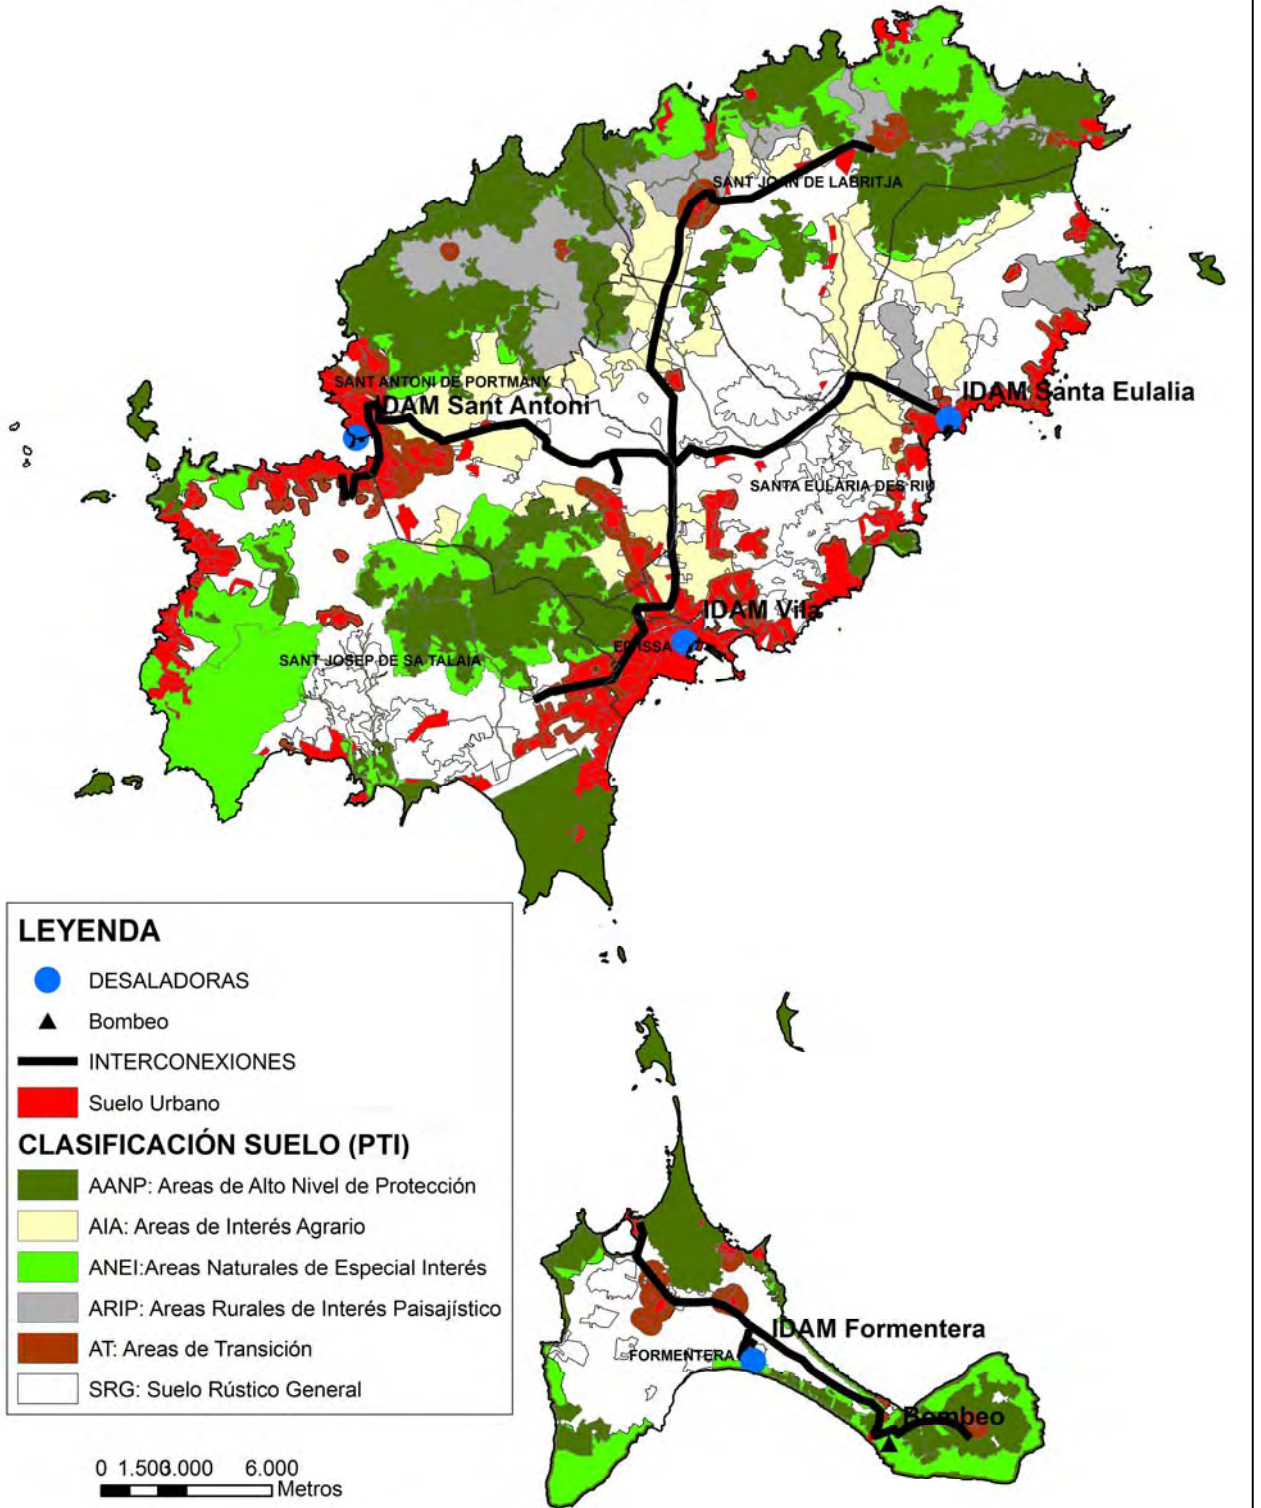 SANT JOAN DE LABRITJA
SANT ANTONI DE PORTMANY
IDAM Sant Antoni
IDAM Santa Eulalia
SANTA EULARIA DES RIU
IDAM Vila
EIVISSA
SANT JOSEP DE SA TALAIA
LEYENDA
DESALADORAS
Bombeo
INTERCONEXIONES
Suelo Urbano
CLASIFICACIÓN SUELO (PTI)
AANP: Areas de Alto Nivel de Protección
AIA: Areas de Interés Agrario
ANEI:Areas Naturales de Especial Interés
ARIP: Areas Rurales de Interés Paisajístico
AT: Areas de Transición
SRG: Suelo Rústico General
IDAM Formentera
FORMENTERA
Bombeo
0 1.500 3.000 6.000
Metros